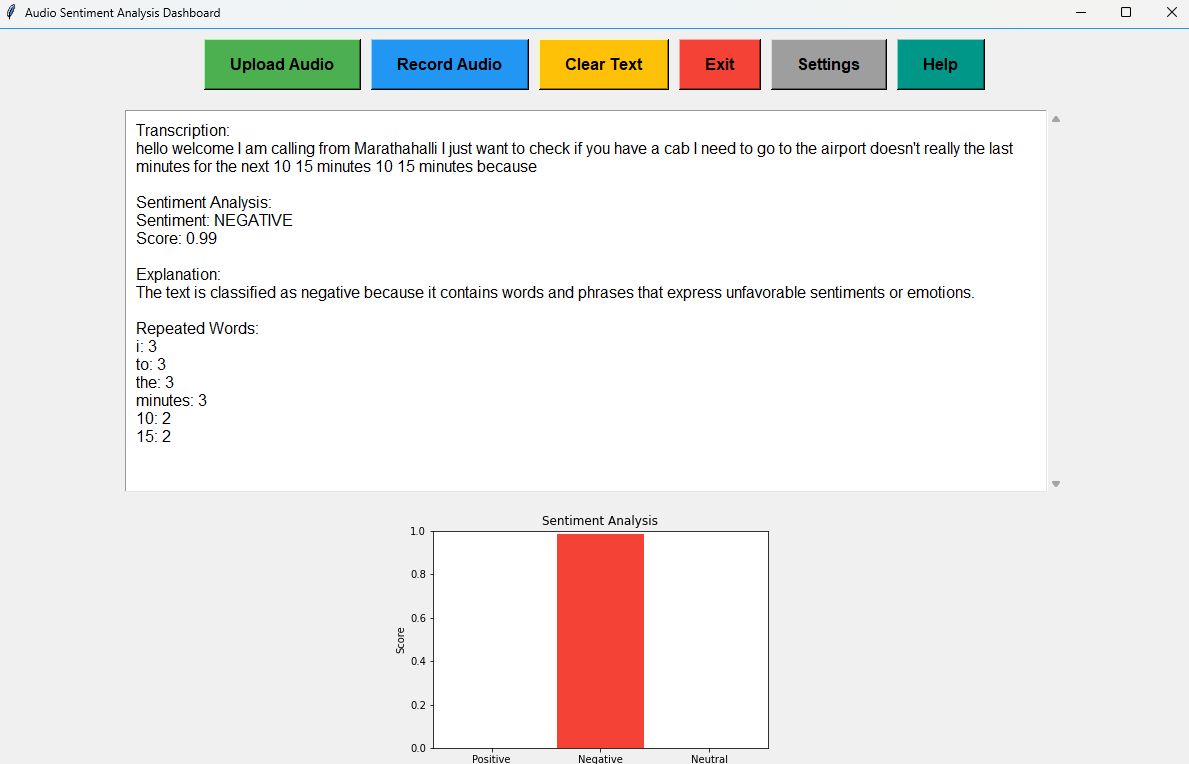 Audio Sentiment Analysis Dashboard
Upload Audio
Record Audio
Clear Text
Exit
Settings
Help
Transcription:
hello welcome I am calling from Marathahalli I just want to check if you have a cab I need to go to the airport doesn't really the last
minutes for the next 10 15 minutes 10 15 minutes because
Sentiment Analysis:
Sentiment: NEGATIVE
Score: 0.99
Explanation:
The text is classified as negative because it contains words and phrases that express unfavorable sentiments or emotions.
Repeated Words:
i: 3
to: 3
the: 3
minutes: 3
10: 2
15: 2
Sentiment Analysis
1.0
0.8
0.6
0.4
0.2
0.0
Score
Positive
Negative
Neutral